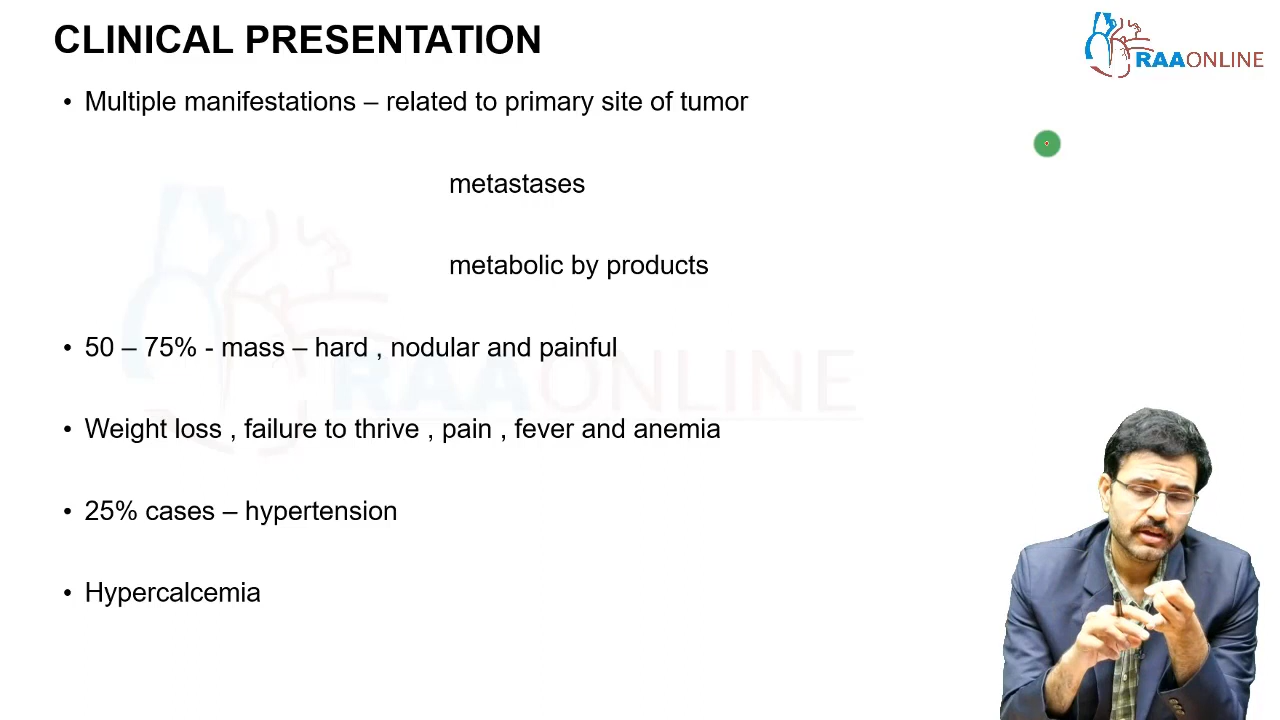 CLINICAL PRESENTATION
RAAONLINE
• Multiple manifestations – related to primary site of tumor
metastases
metabolic by products
• 50 – 75% - mass – hard , nodular and painful
RAAONLINE
• Weight loss , failure to thrive , pain , fever and anemia
• 25% cases – hypertension
• Hypercalcemia